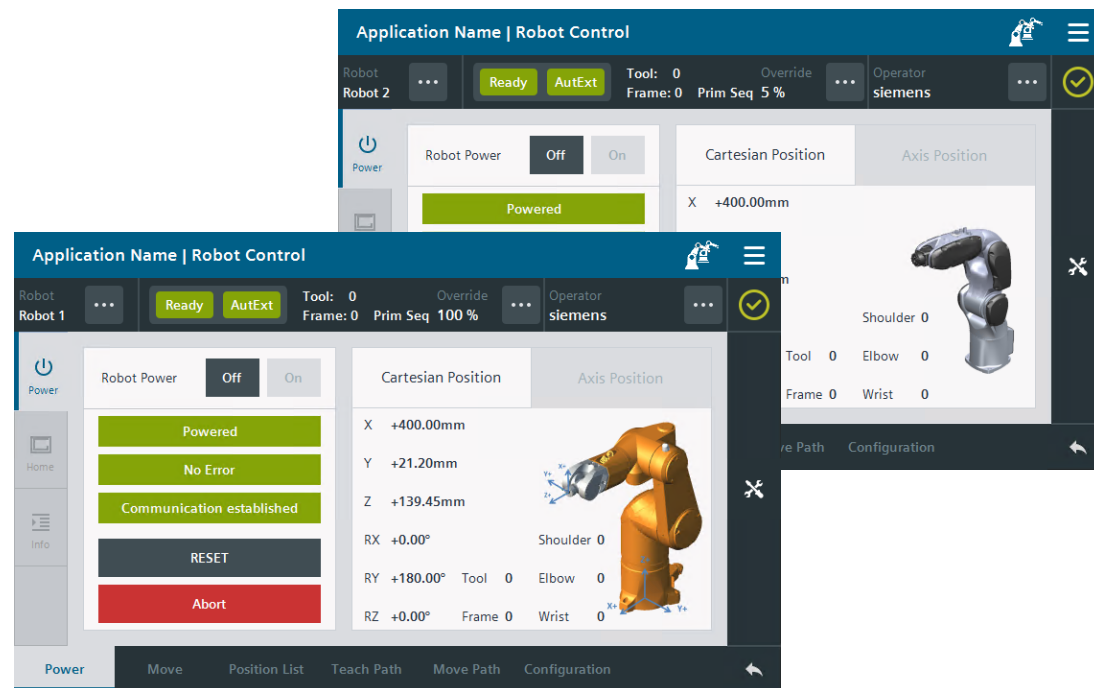 Application Name | Robot Control
Robot
Robot 2
Ready
AutExt
Tool: 0
Frame: 0 Prim Seq 5 %
Override
Operator
siemens
Power
Robot Power
Off
On
Powered
Cartesian Position
Axis Position
X +400.00mm
m
Shoulder 0
Tool 0 Elbow 0
Frame 0 Wrist 0
ve Path
Configuration
Application Name | Robot Control
Robot
Robot 1
Ready
AutExt
Tool: 0
Frame: 0 Prim Seq 100 %
Override
Operator
siemens
Power
Home
Info
Robot Power
Off
On
Powered
No Error
Communication established
RESET
Abort
Cartesian Position
Axis Position
X +400.00mm
Y +21.20mm
Z +139.45mm
RX +0.00° Shoulder 0
RY +180.00° Tool 0 Elbow 0
RZ +0.00° Frame 0 Wrist 0
Y+ X+
Z+
Z+
X+ Y+
Power
Move
Position List
Teach Path
Move Path
Configuration